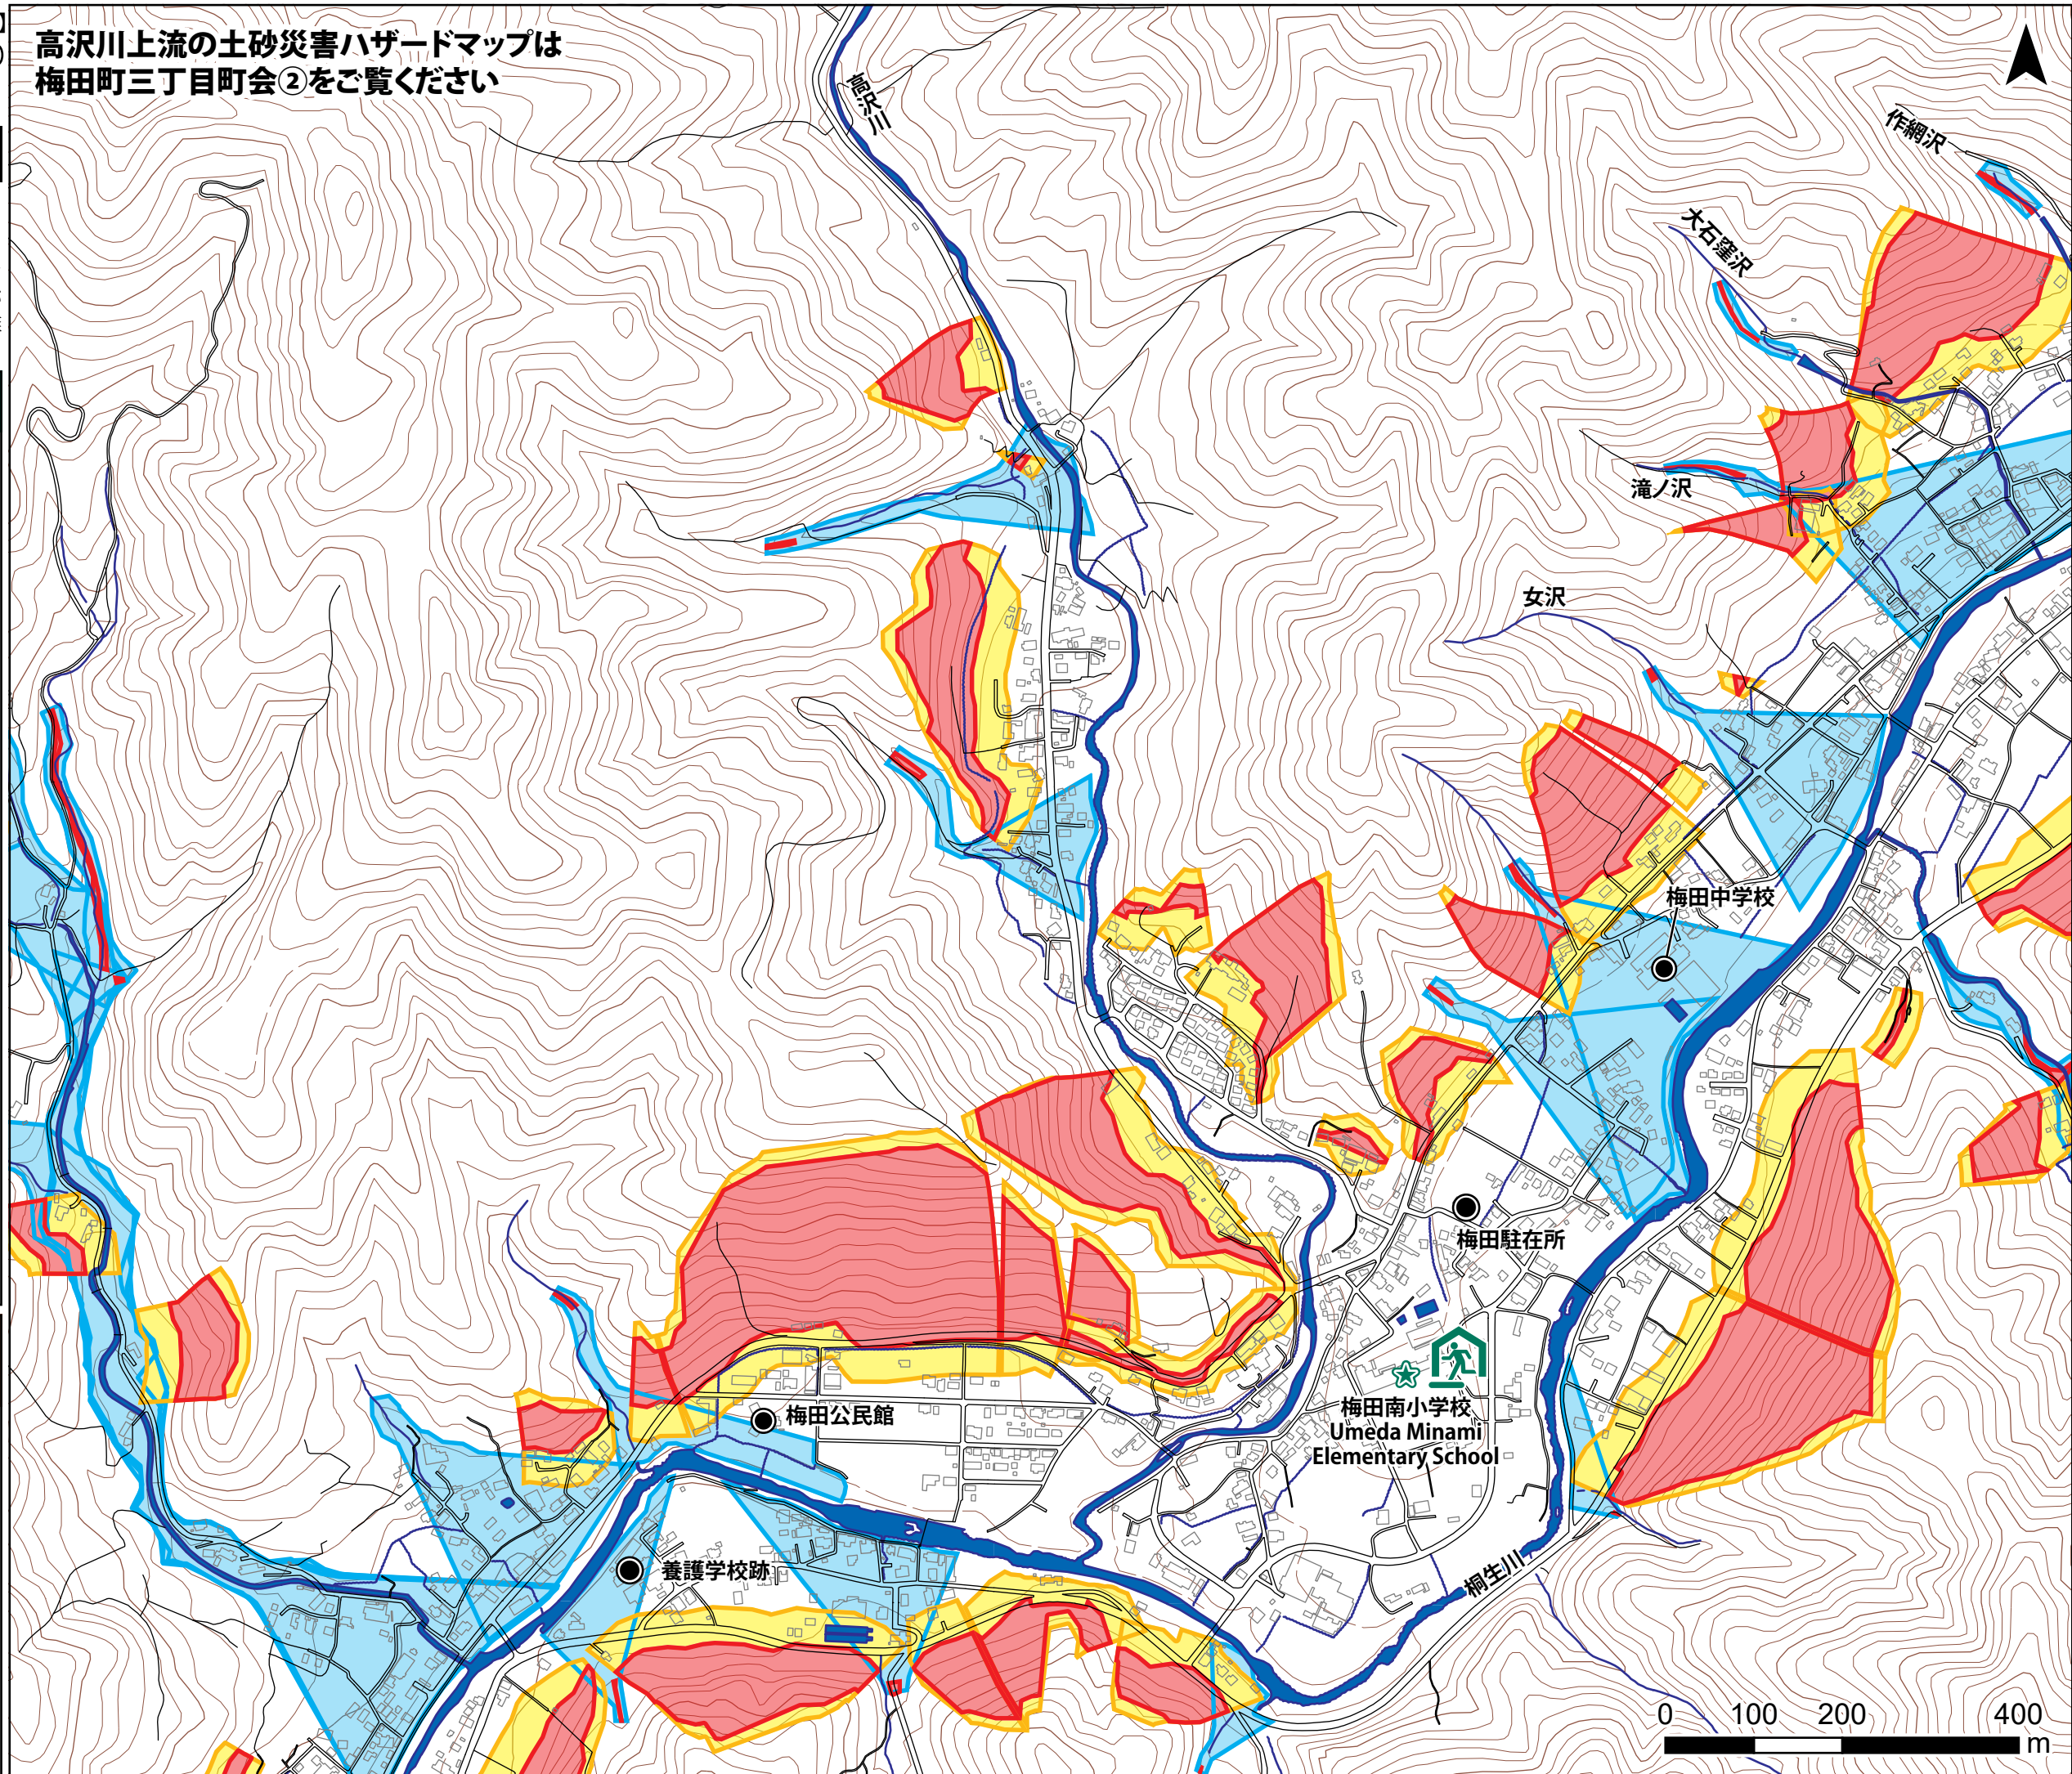 高沢川上流の土砂災害ハザードマップは
梅田町三丁目町会②をご覧ください
高沢川
作網沢
大石窪沢
滝ノ沢
女沢
梅田中学校
梅田駐在所
梅田南小学校
Umeda Minami
Elementary School
梅田公民館
養護学校跡
桐生川
0 100 200 400
m